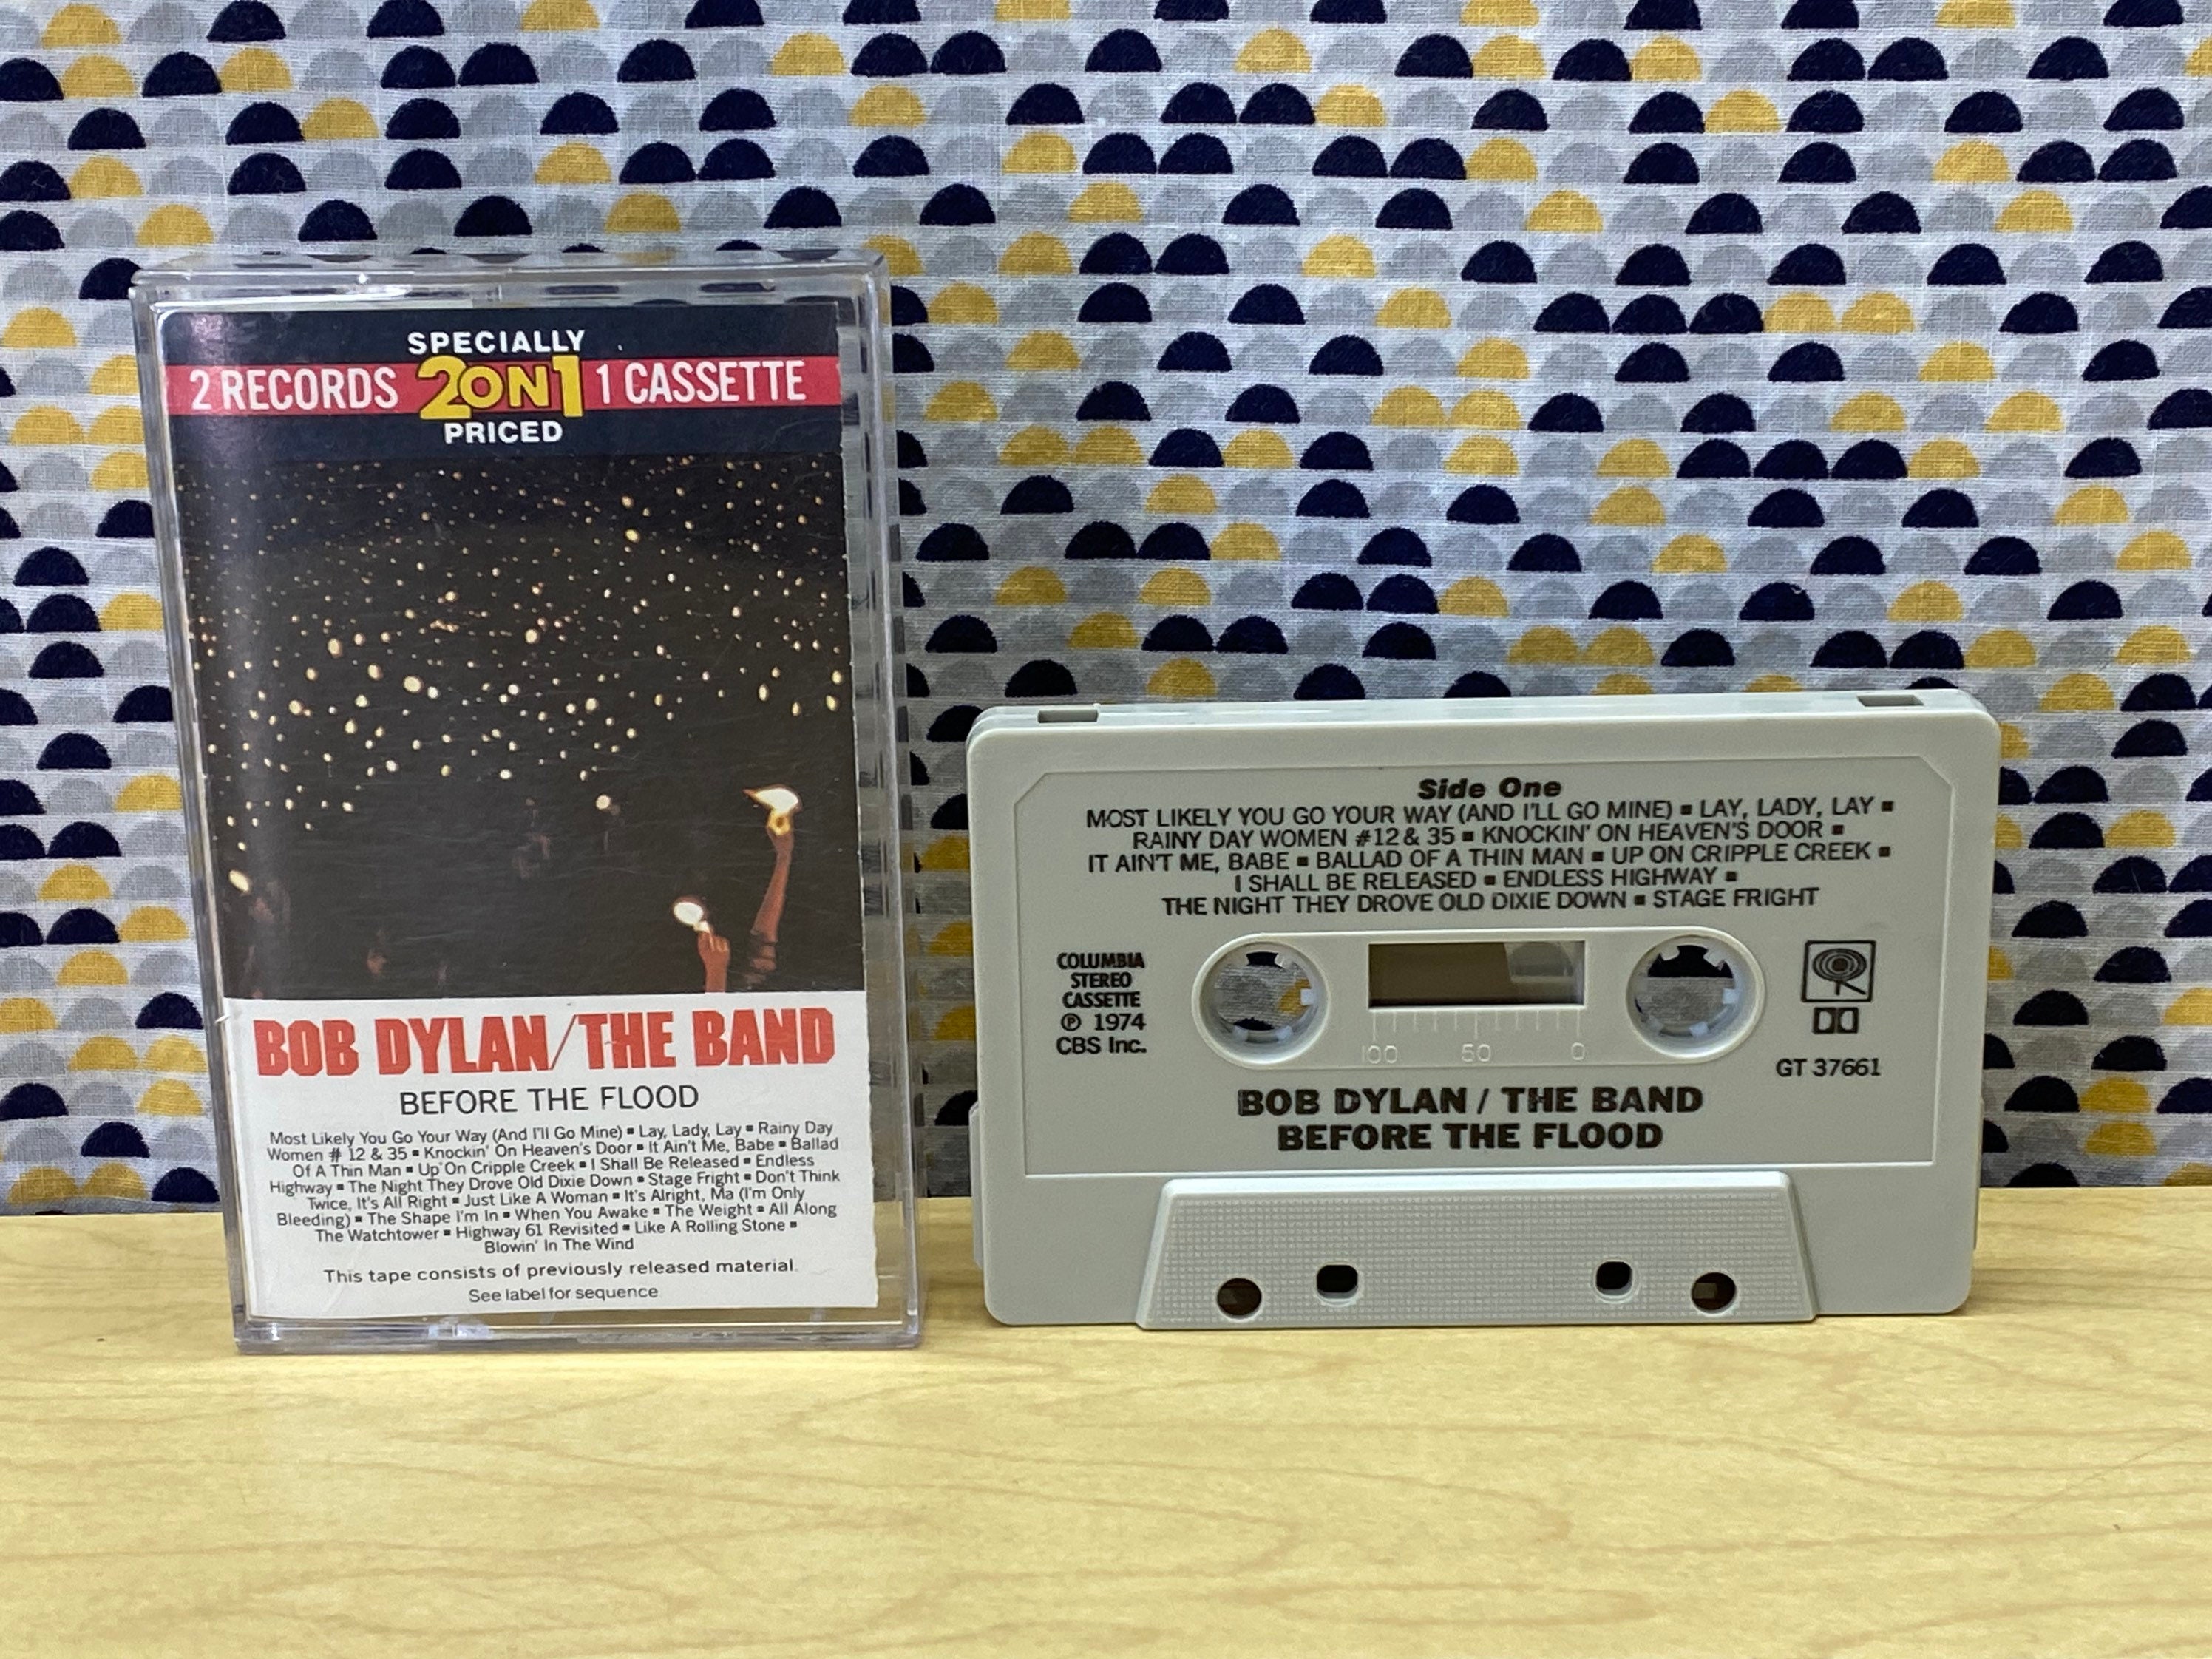 SPECIALLY
2 RECORDS 2 ON 1 1 CASSETTE
PRICED
BOB DYLAN/THE BAND
BEFORE THE FLOOD
Most Likely You Go Your Way (And I'll Go Mine) ▪ Lay, Lady, Lay ▪ Rainy Day
Women # 12 & 35 ▪ Knockin' On Heaven's Door ▪ It Ain't Me, Babe ▪ Ballad
Of A Thin Man ▪ Up On Cripple Creek ▪ I Shall Be Released ▪ Endless
Highway ▪ The Night They Drove Old Dixie Down ▪ Stage Fright ▪ Don't Think
Twice, It's All Right ▪ Just Like A Woman ▪ It's Alright, Ma (I'm Only
Bleeding) ▪ The Shape I'm In ▪ When You Awake ▪ The Weight ▪ All Along
The Watchtower ▪ Highway 61 Revisited ▪ Like A Rolling Stone ▪
Blowin' In The Wind
This tape consists of previously released material.
See label for sequence
Side One
MOST LIKELY YOU GO YOUR WAY (AND I'LL GO MINE) ▪ LAY, LADY, LAY ▪
RAINY DAY WOMEN #12 & 35 ▪ KNOCKIN' ON HEAVEN'S DOOR ▪
IT AIN'T ME, BABE ▪ BALLAD OF A THIN MAN ▪ UP ON CRIPPLE CREEK ▪
I SHALL BE RELEASED ▪ ENDLESS HIGHWAY ▪
THE NIGHT THEY DROVE OLD DIXIE DOWN ▪ STAGE FRIGHT
COLUMBIA
STEREO
CASSETTE
℗ 1974
CBS Inc.
100 50 0
GT 37661
BOB DYLAN / THE BAND
BEFORE THE FLOOD